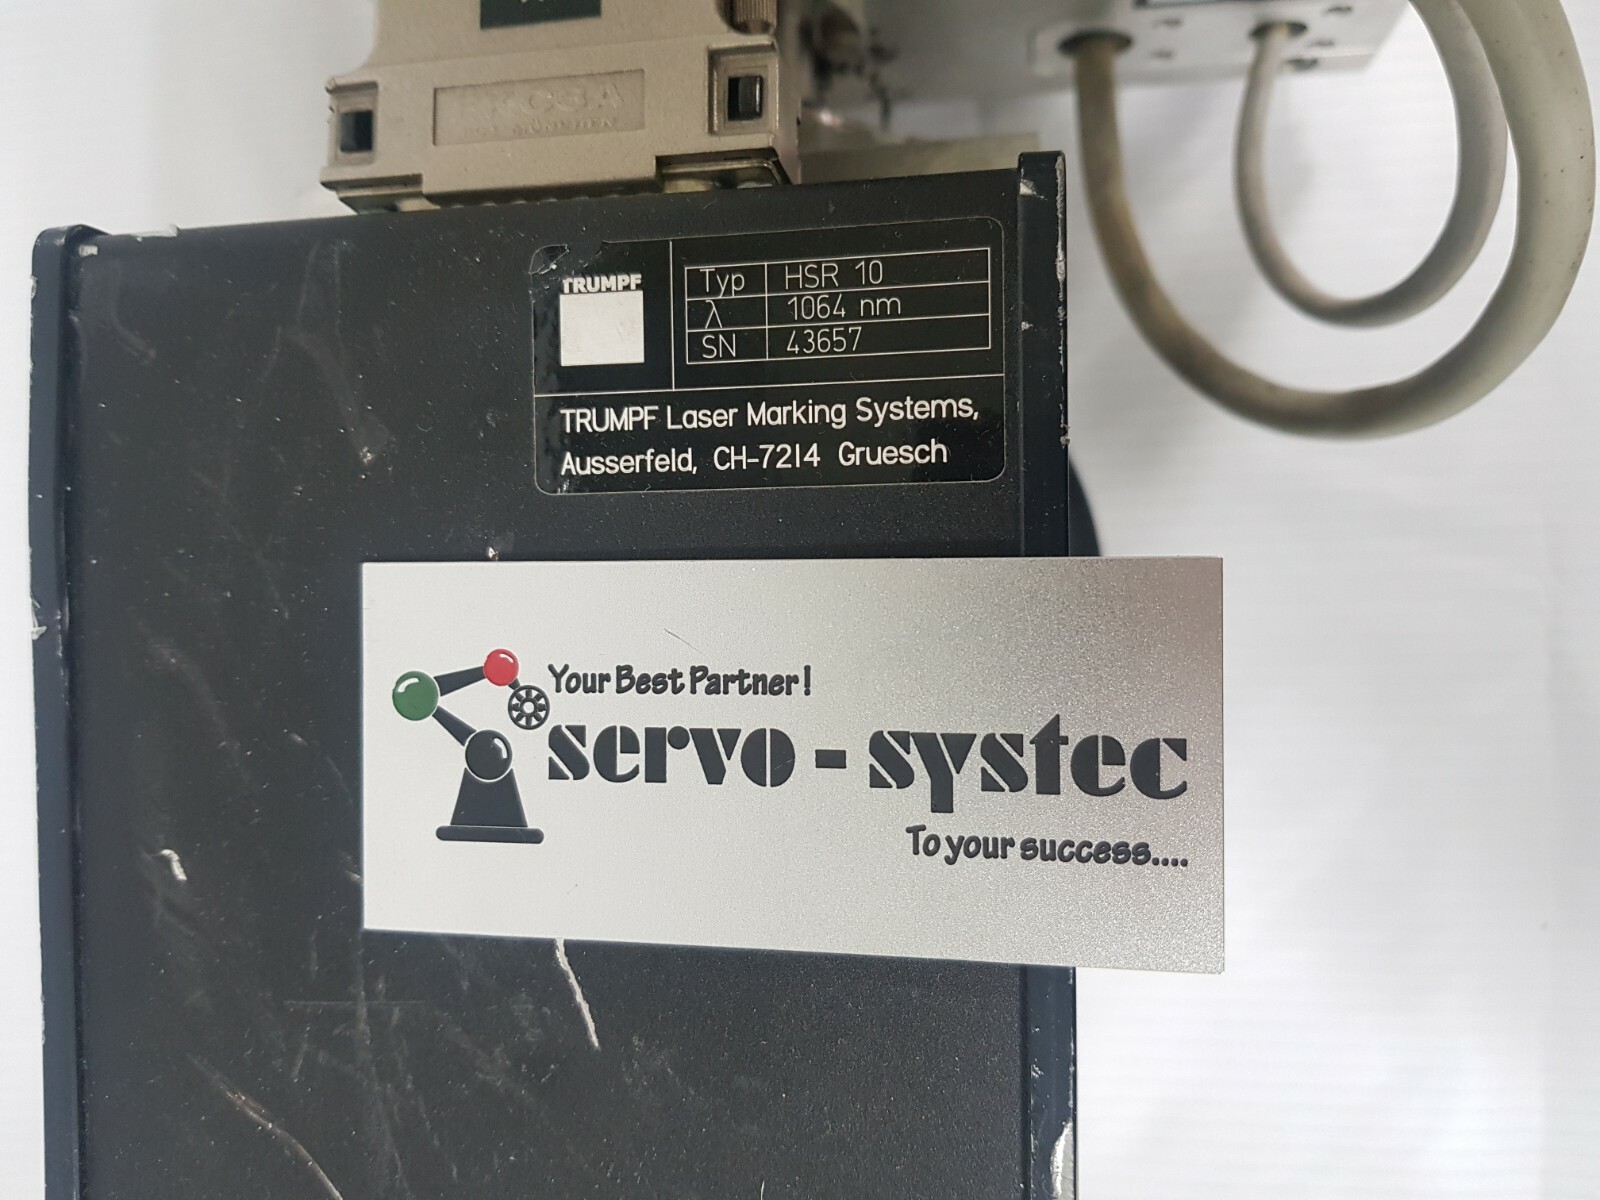 TRUMPF
Typ HSR 10
λ 1064 nm
SN 43657
TRUMPF Laser Marking Systems,
Ausserfeld, CH-7214 Gruesch
Your Best Partner!
servo-systec
To your success....